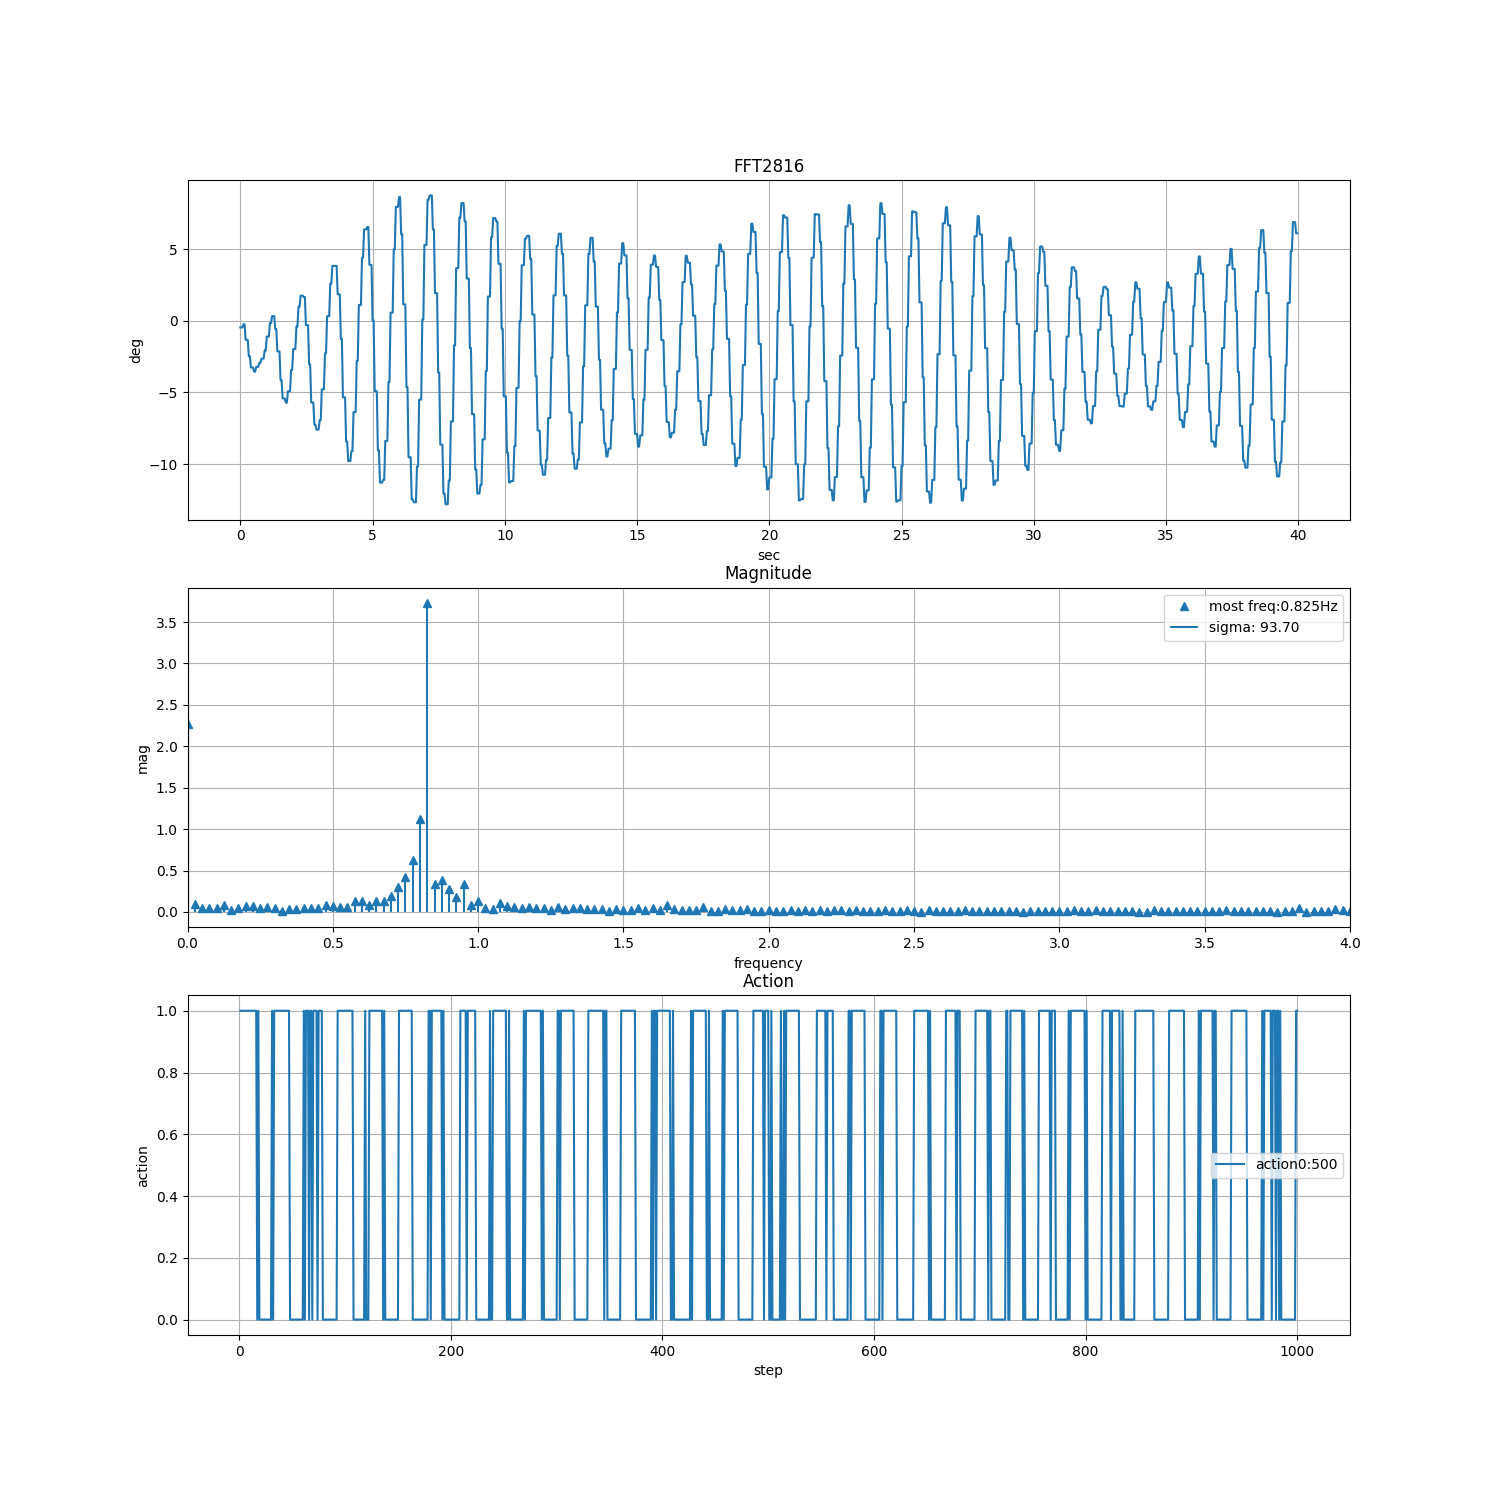 FFT2816
deg
5
0
−5
−10
0 5 10 15 20 25 30 35 40
sec
Magnitude
most freq:0.825Hz
sigma: 93.70
mag
3.5
3.0
2.5
2.0
1.5
1.0
0.5
0.0
0.0 0.5 1.0 1.5 2.0 2.5 3.0 3.5 4.0
frequency
Action
action
1.0
0.8
0.6
0.4
0.2
0.0
action0:500
0 200 400 600 800 1000
step